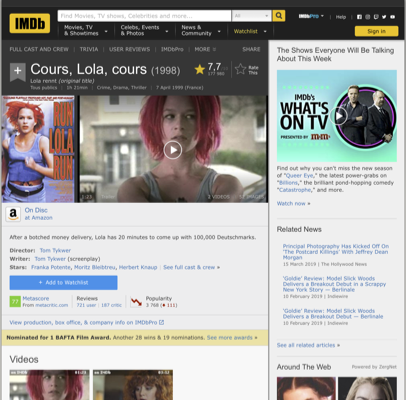 IMDb
Find Movies, TV shows, Celebrities and more...
All
Movies, TV & Showtimes
Celebs, Events & Photos
News & Community
Watchlist
IMDbPro
Help
Sign in
FULL CAST AND CREW | TRIVIA | USER REVIEWS | IMDbPro | MORE
SHARE
Cours, Lola, cours (1998)
Lola rennt (original title)
Tous publics | 1h 21min | Crime, Drama, Thriller | 7 April 1999 (France)
7,7
Rate This
RUN LOLA RUN
2 VIDEOS
On Disc
at Amazon
After a botched money delivery, Lola has 20 minutes to come up with 100,000 Deutschmarks.
Director: Tom Tykwer
Writer: Tom Tykwer (screenplay)
Stars: Franka Potente, Moritz Bleibtreu, Herbert Knaup | See full cast & crew »
+ Add to Watchlist
77
Metascore
From metacritic.com
Reviews
721 user | 187 critic
Popularity
3 768 (111)
View production, box office, & company info on IMDbPro
Nominated for 1 BAFTA Film Award. Another 28 wins & 19 nominations. See more awards »
Videos
The Shows Everyone Will Be Talking About This Week
IMDb's
WHAT'S ON TV
PRESENTED BY
Find out why you can't miss the new season of "Queer Eye," the latest power-grabs on "Billions," the brilliant pond-hopping comedy "Catastrophe," and more.
Watch now »
Related News
Principal Photography Has Kicked Off On 'The Postcard Killings' With Jeffrey Dean Morgan
15 March 2019 | The Hollywood News
'Goldie' Review: Model Slick Woods Delivers a Breakout Debut in a Scrappy New York Story — Berlinale
10 February 2019 | Indiewire
'Goldie' Review: Model Slick Woods Delivers a Breakout Debut — Berlinale
10 February 2019 | Indiewire
See all related articles »
Around The Web
Powered by ZergNet